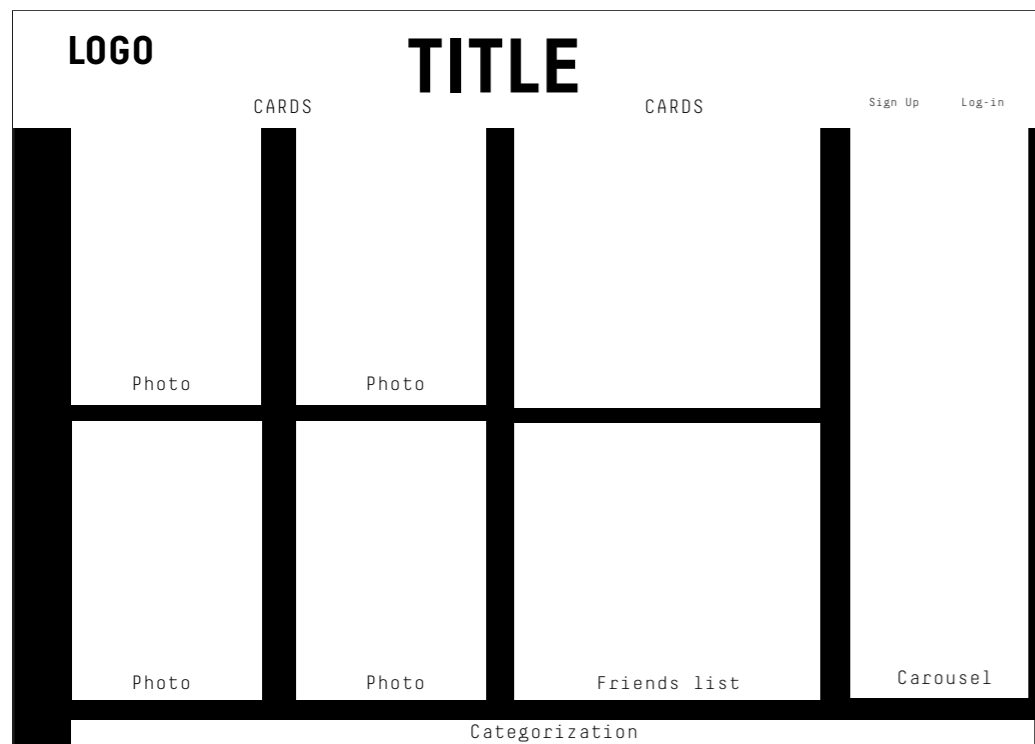 LOGO
TITLE
CARDS
CARDS
Sign Up
Log-in
Photo
Photo
Photo
Photo
Friends list
Carousel
Categorization